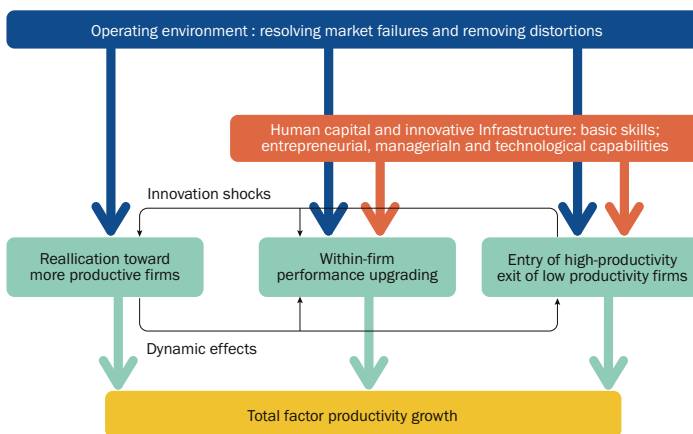 Operating environment : resolving market failures and removing distortions
Human capital and innovative Infrastructure: basic skills;
entrepreneurial, managerialn and technological capabilities
Innovation shocks
Reallication toward
more productive firms
Within-firm
performance upgrading
Entry of high-productivity
exit of low productivity firms
Dynamic effects
Total factor productivity growth